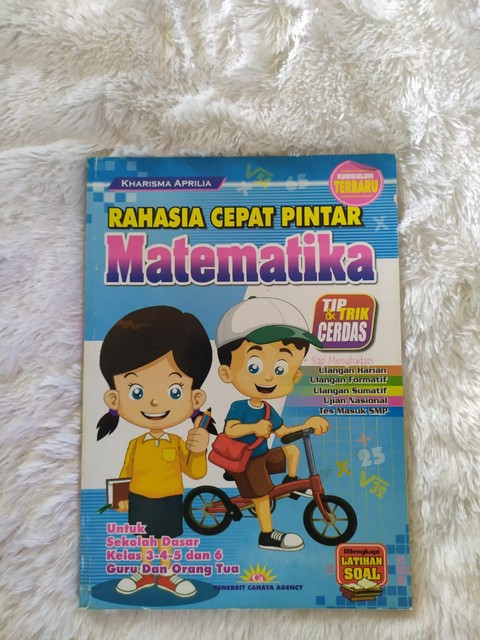 KHARISMA APRILIA
KURIKULUM
TERBARU
RAHASIA CEPAT PINTAR
Matematika
TIP
& TRIK
CERDAS
Siap Menghadapi:
Ulangan Harian
Ulangan Formatif
Ulangan Sumatif
Ujian Nasional
Tes Masuk SMP
+ 25
× √39
Untuk
Sekolah Dasar
Kelas 3-4-5 dan 6
Guru Dan Orang Tua
PENERBIT CAHAYA AGENCY
Dilengkapi
LATIHAN
SOAL